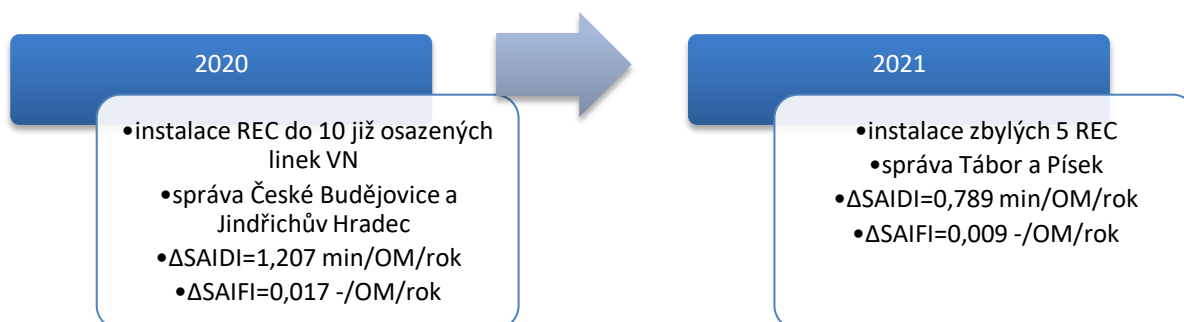 2020
•instalace REC do 10 již osazených
linek VN
•správa České Budějovice a
Jindřichův Hradec
•ΔSAIDI=1,207 min/OM/rok
•ΔSAIFI=0,017 -/OM/rok
2021
•instalace zbylých 5 REC
•správa Tábor a Písek
•ΔSAIDI=0,789 min/OM/rok
•ΔSAIFI=0,009 -/OM/rok